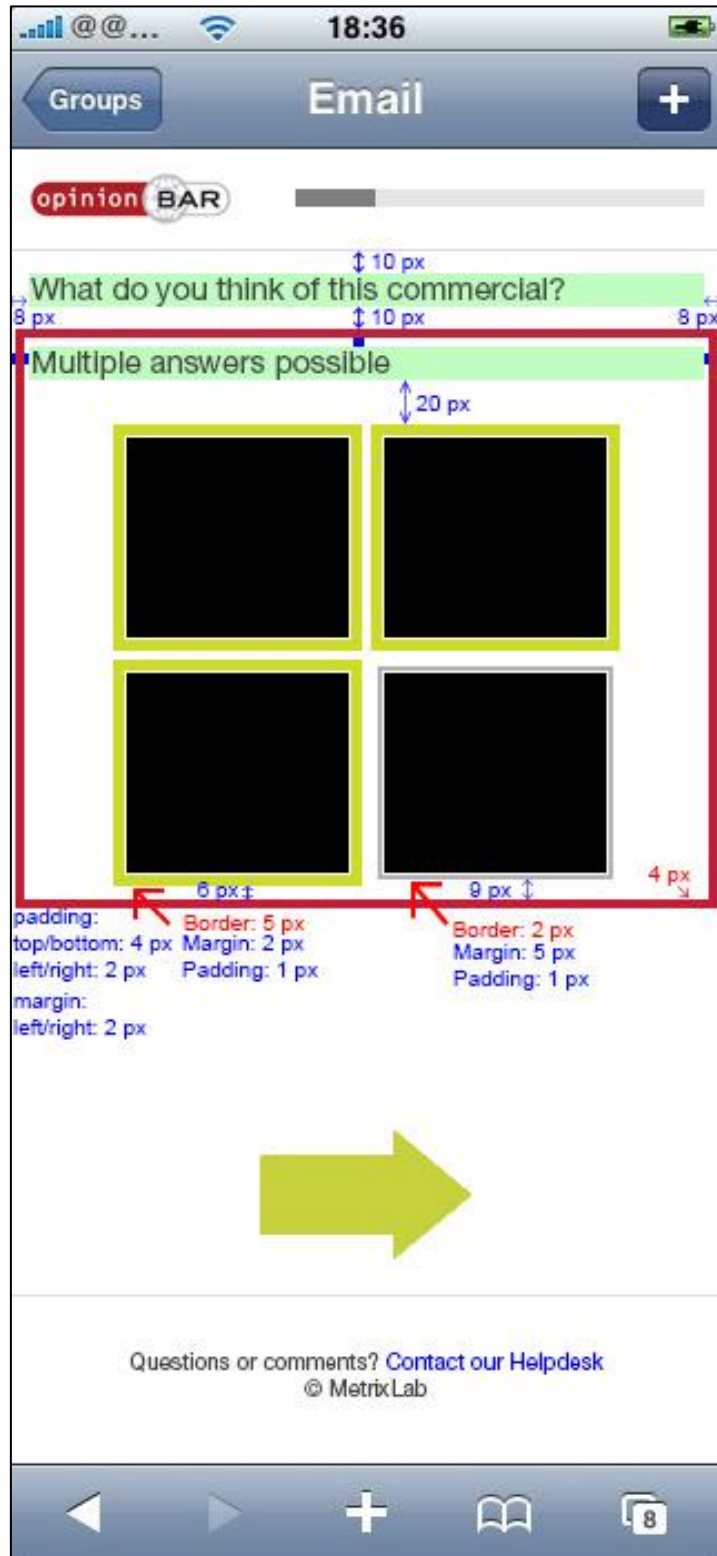 @@... 18:36
Groups Email +
opinion BAR
10 px
What do you think of this commercial?
8 px 10 px 8 px
Multiple answers possible
20 px
6 px 9 px 4 px
padding:
top/bottom: 4 px
left/right: 2 px
margin:
left/right: 2 px
Border: 5 px
Margin: 2 px
Padding: 1 px
Border: 2 px
Margin: 5 px
Padding: 1 px
Questions or comments? Contact our Helpdesk
© MetrixLab
8